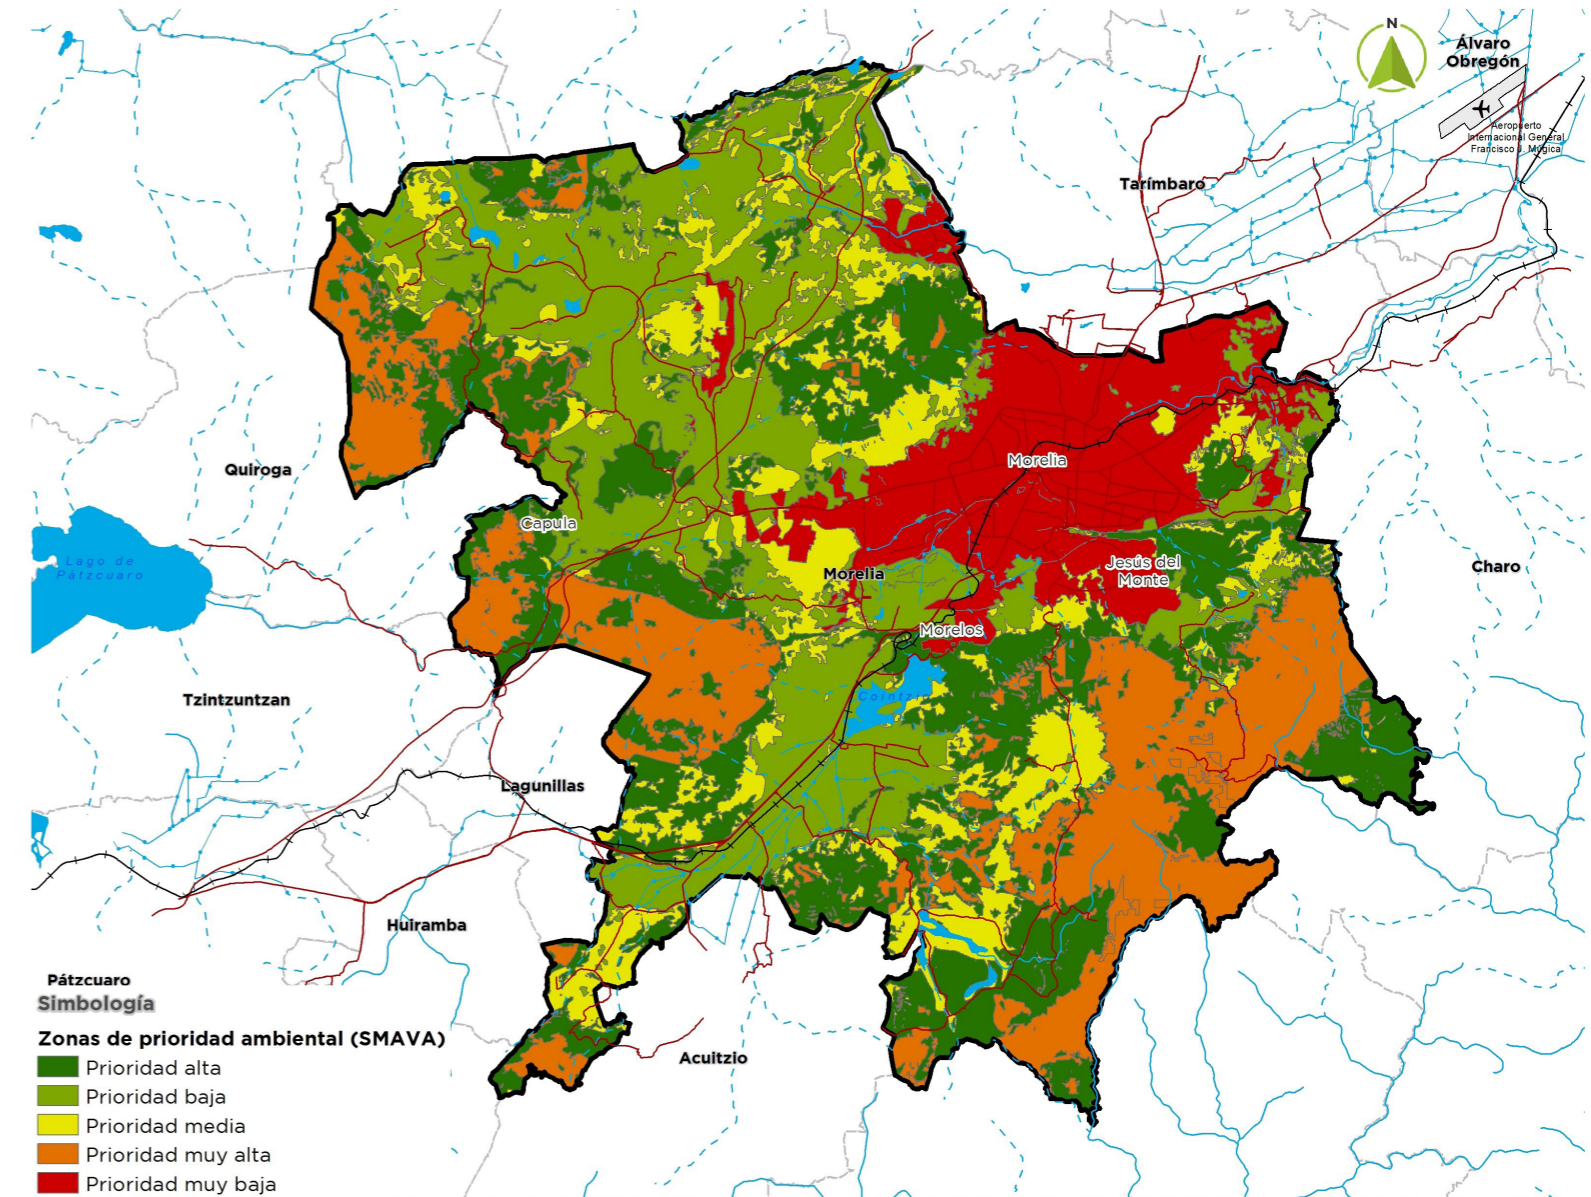 N
Álvaro
Obregón
Aeropuerto
Internacional General
Francisco J. Múgica
Tarímbaro
Quiroga
Morelia
Capula
Lago de
Pátzcuaro
Morelia
Jesús del
Monte
Charo
Morelos
Cointzio
Tzintzuntzan
Lagunillas
Huiramba
Acuitzio
Pátzcuaro
Simbología
Zonas de prioridad ambiental (SMAVA)
Prioridad alta
Prioridad baja
Prioridad media
Prioridad muy alta
Prioridad muy baja